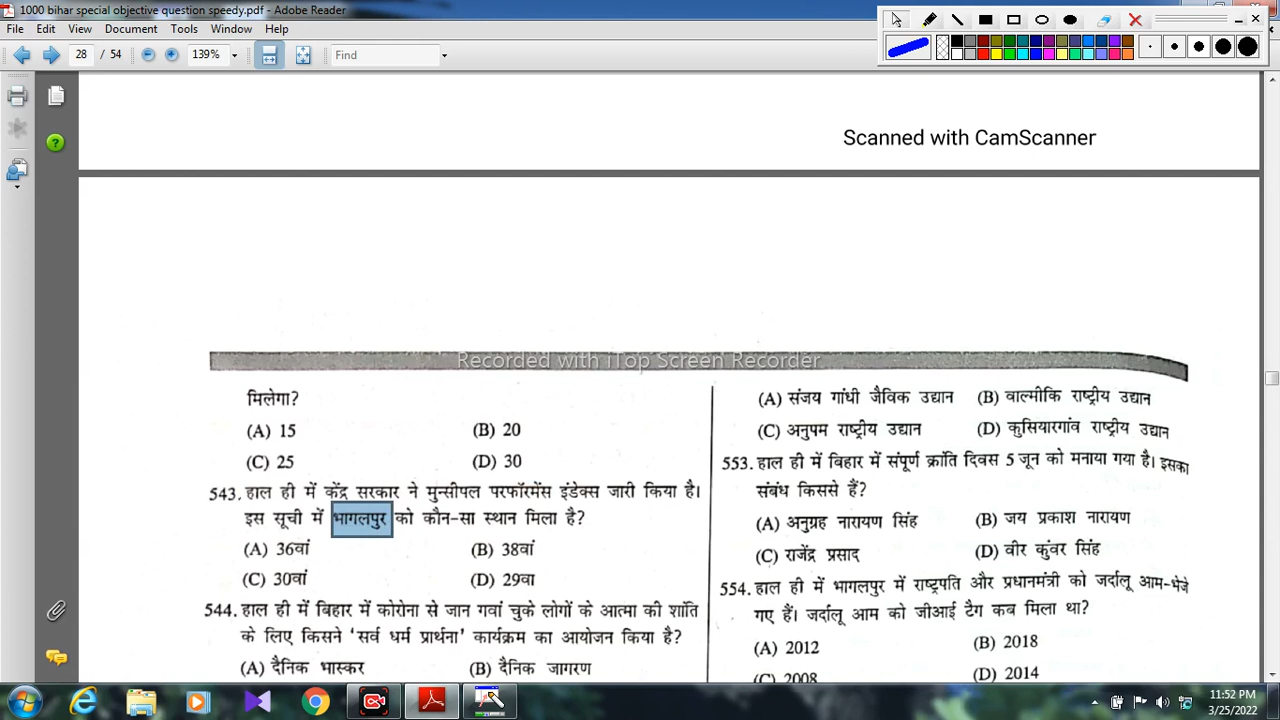 1000 bihar special objective question speedy.pdf - Adobe Reader
File Edit View Document Tools Window Help
28 / 54 139% Find
Scanned with CamScanner
Recorded with iTop Screen Recorder
मिलेगा?
(A) 15 (B) 20
(C) 25 (D) 30
543. हाल ही में केंद्र सरकार ने मुन्सीपल परफॉरमेंस इंडेक्स जारी किया है।
इस सूची में भागलपुर को कौन-सा स्थान मिला है?
(A) 36वां (B) 38वां
(C) 30वां (D) 29वा
544. हाल ही में बिहार में कोरोना से जान गवां चुके लोगों के आत्मा की शांति
के लिए किसने 'सर्व धर्म प्रार्थना' कार्यक्रम का आयोजन किया है?
(A) दैनिक भास्कर (B) दैनिक जागरण
(A) संजय गांधी जैविक उद्यान (B) वाल्मीकि राष्ट्रीय उद्यान
(C) अनुपम राष्ट्रीय उद्यान (D) कुसियारगांव राष्ट्रीय उद्यान
553. हाल ही में बिहार में संपूर्ण क्रांति दिवस 5 जून को मनाया गया है। इसका
संबंध किससे हैं?
(A) अनुग्रह नारायण सिंह (B) जय प्रकाश नारायण
(C) राजेंद्र प्रसाद (D) वीर कुंवर सिंह
554. हाल ही में भागलपुर में राष्ट्रपति और प्रधानमंत्री को जर्दालू आम-भेजे
गए हैं। जर्दालू आम को जीआई टैग कब मिला था?
(A) 2012 (B) 2018
(C) 2008 (D) 2014
11:52 PM
3/25/2022